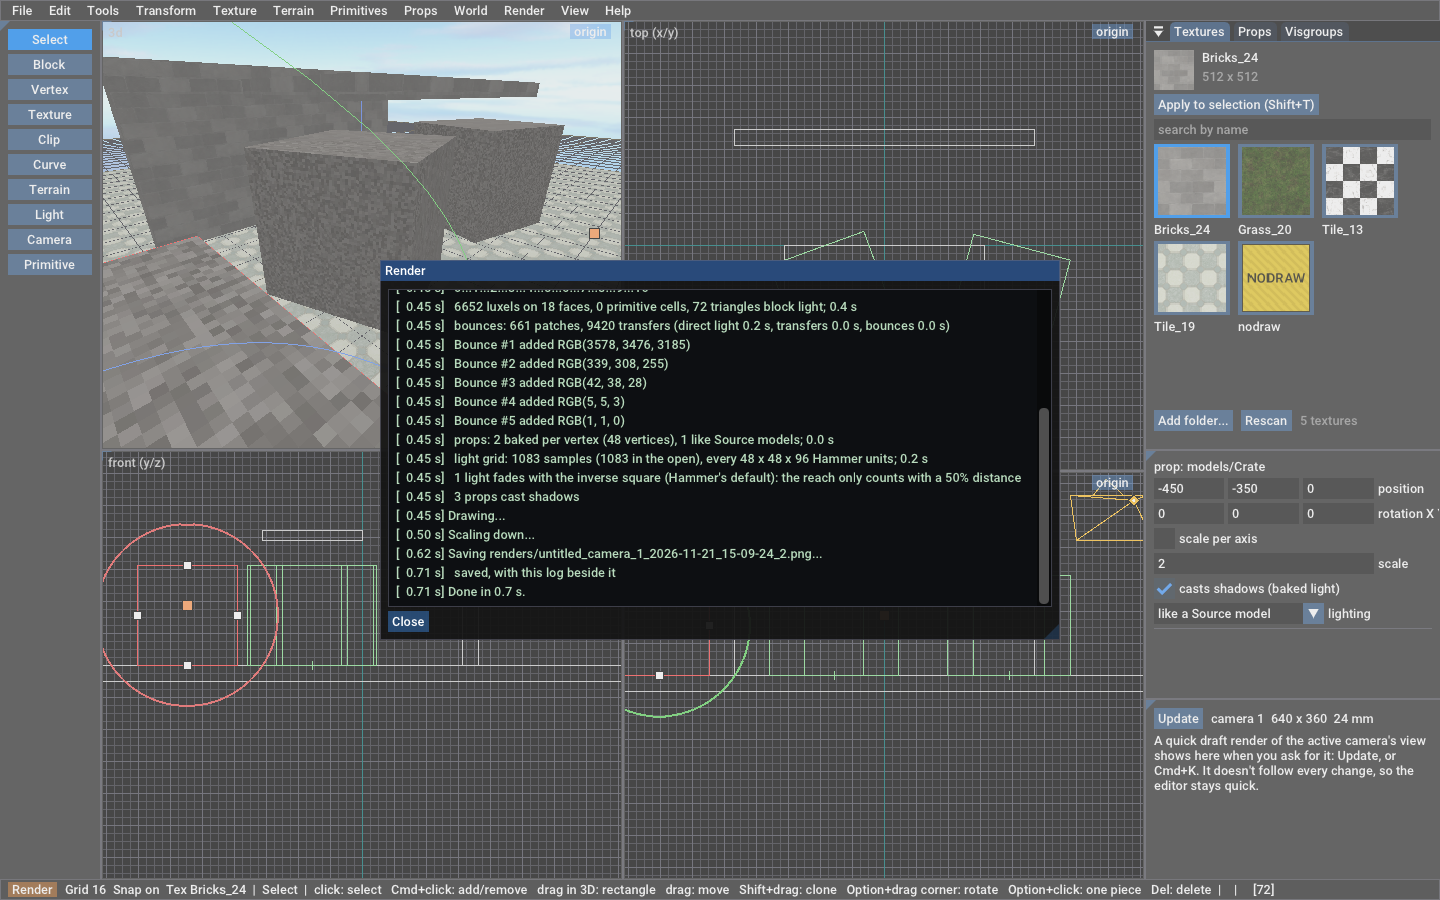 File Edit Tools Transform Texture Terrain Primitives Props World Render View Help
Select
Block
Vertex
Texture
Clip
Curve
Terrain
Light
Camera
Primitive
origin
top (x/y)
origin
Textures Props Visgroups
Bricks_24
512 x 512
Apply to selection (Shift+T)
search by name
Bricks_24 Grass_20 Tile_13
NODRAW
Tile_19 nodraw
Add folder... Rescan 5 textures
Render
[ 0.45 s] 6652 luxels on 18 faces, 0 primitive cells, 72 triangles block light; 0.4 s
[ 0.45 s] bounces: 661 patches, 9420 transfers (direct light 0.2 s, transfers 0.0 s, bounces 0.0 s)
[ 0.45 s] Bounce #1 added RGB(3578, 3476, 3185)
[ 0.45 s] Bounce #2 added RGB(339, 308, 255)
[ 0.45 s] Bounce #3 added RGB(42, 38, 28)
[ 0.45 s] Bounce #4 added RGB(5, 5, 3)
[ 0.45 s] Bounce #5 added RGB(1, 1, 0)
[ 0.45 s] props: 2 baked per vertex (48 vertices), 1 like Source models; 0.0 s
[ 0.45 s] light grid: 1083 samples (1083 in the open), every 48 x 48 x 96 Hammer units; 0.2 s
[ 0.45 s] 1 light fades with the inverse square (Hammer's default): the reach only counts with a 50% distance
[ 0.45 s] 3 props cast shadows
[ 0.45 s] Drawing...
[ 0.50 s] Scaling down...
[ 0.62 s] Saving renders/untitled_camera_1_2026-11-21_15-09-24_2.png...
[ 0.71 s] saved, with this log beside it
[ 0.71 s] Done in 0.7 s.
Close
front (y/z)
origin
prop: models/Crate
-450 -350 0 position
0 0 0 rotation X Y
scale per axis
2 scale
casts shadows (baked light)
like a Source model lighting
Update camera 1 640 x 360 24 mm
A quick draft render of the active camera's view
shows here when you ask for it: Update, or
Cmd+K. It doesn't follow every change, so the
editor stays quick.
Render Grid 16 Snap on Tex Bricks_24 | Select | click: select Cmd+click: add/remove drag in 3D: rectangle drag: move Shift+drag: clone Option+drag corner: rotate Option+click: one piece Del: delete | | [72]